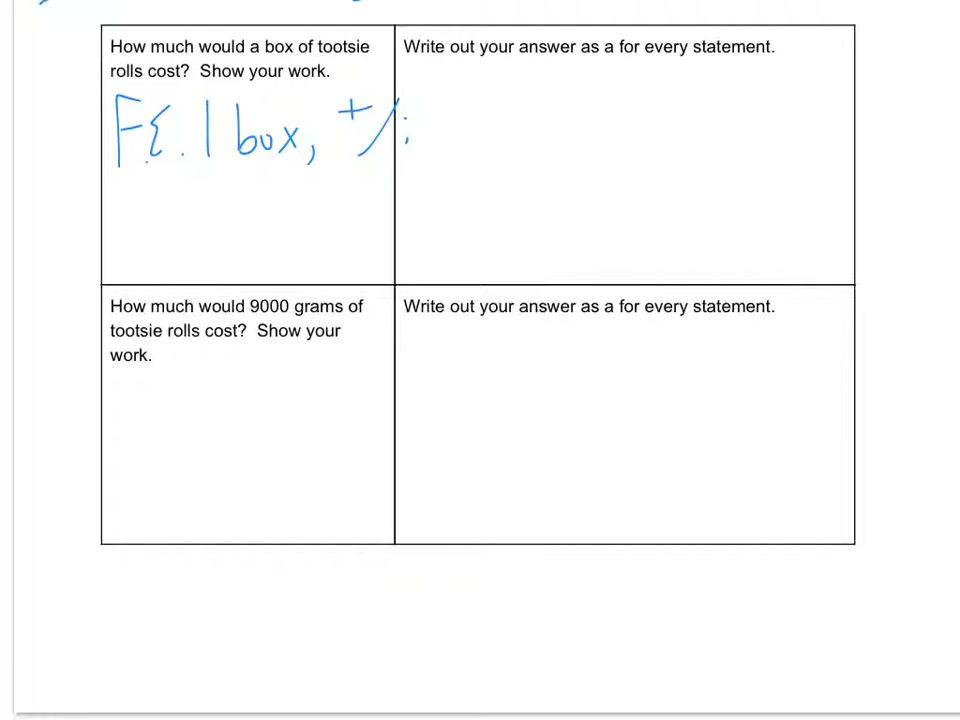 How much would a box of tootsie
rolls cost? Show your work.
Write out your answer as a for every statement.
F.E. 1 box,
How much would 9000 grams of
tootsie rolls cost? Show your
work.
Write out your answer as a for every statement.